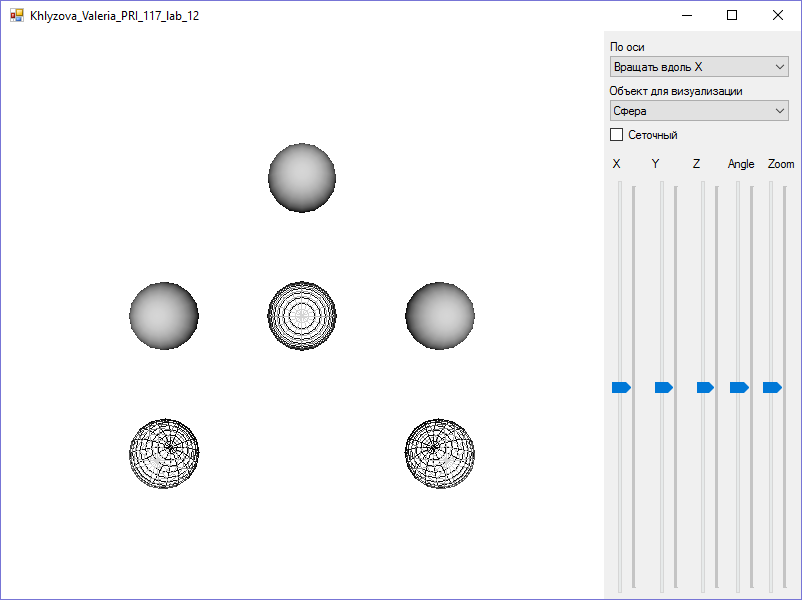 Khlyzova_Valeria_PRI_117_lab_12
По оси
Вращать вдоль X
Объект для визуализации
Сфера
Сеточный
X Y Z Angle Zoom